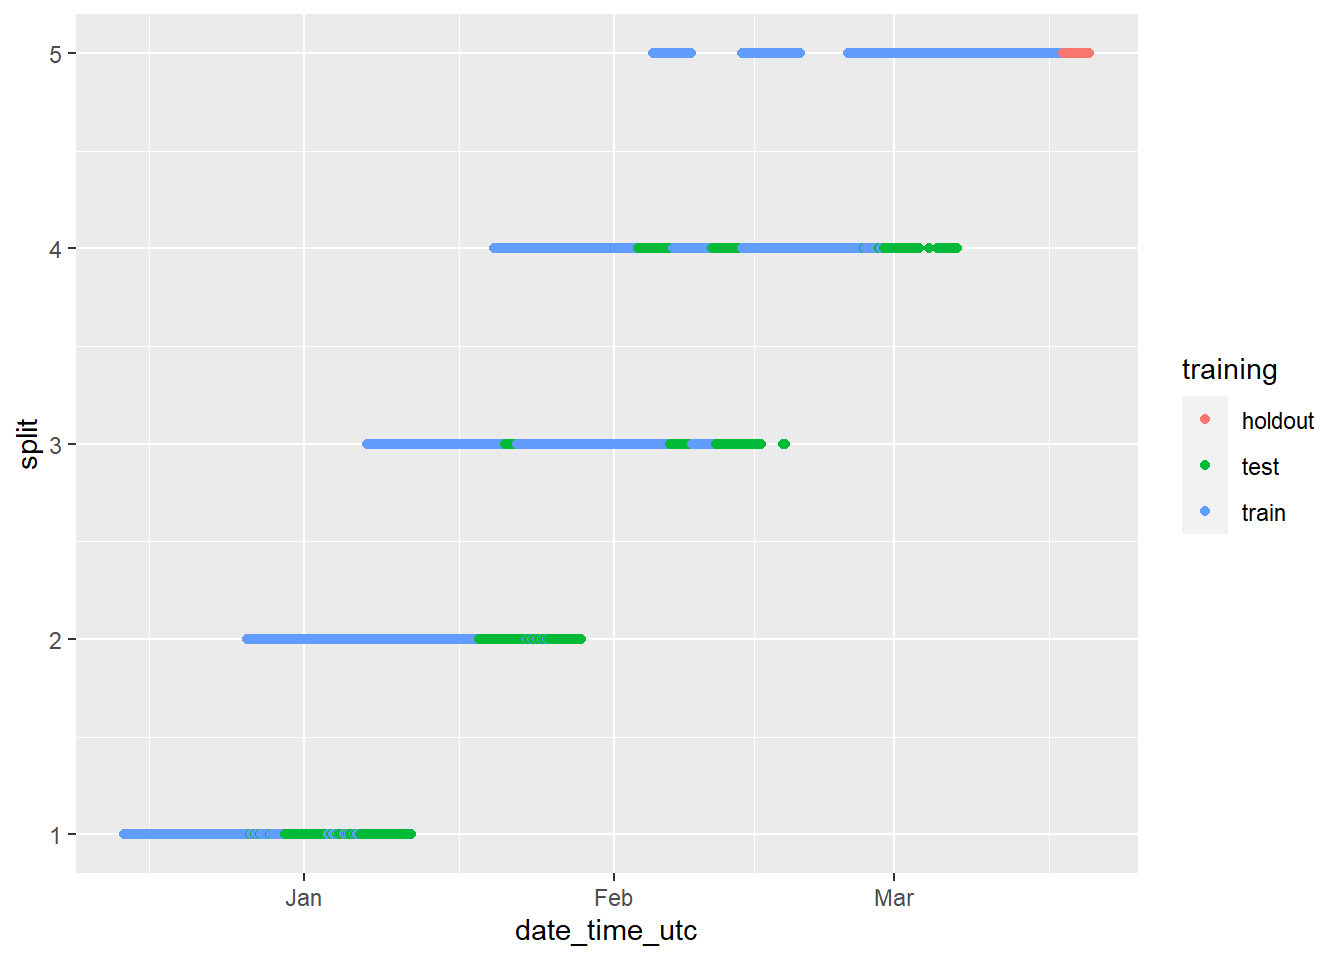 5
4
3
2
1
split
Jan
Feb
Mar
date_time_utc
training
holdout
test
train